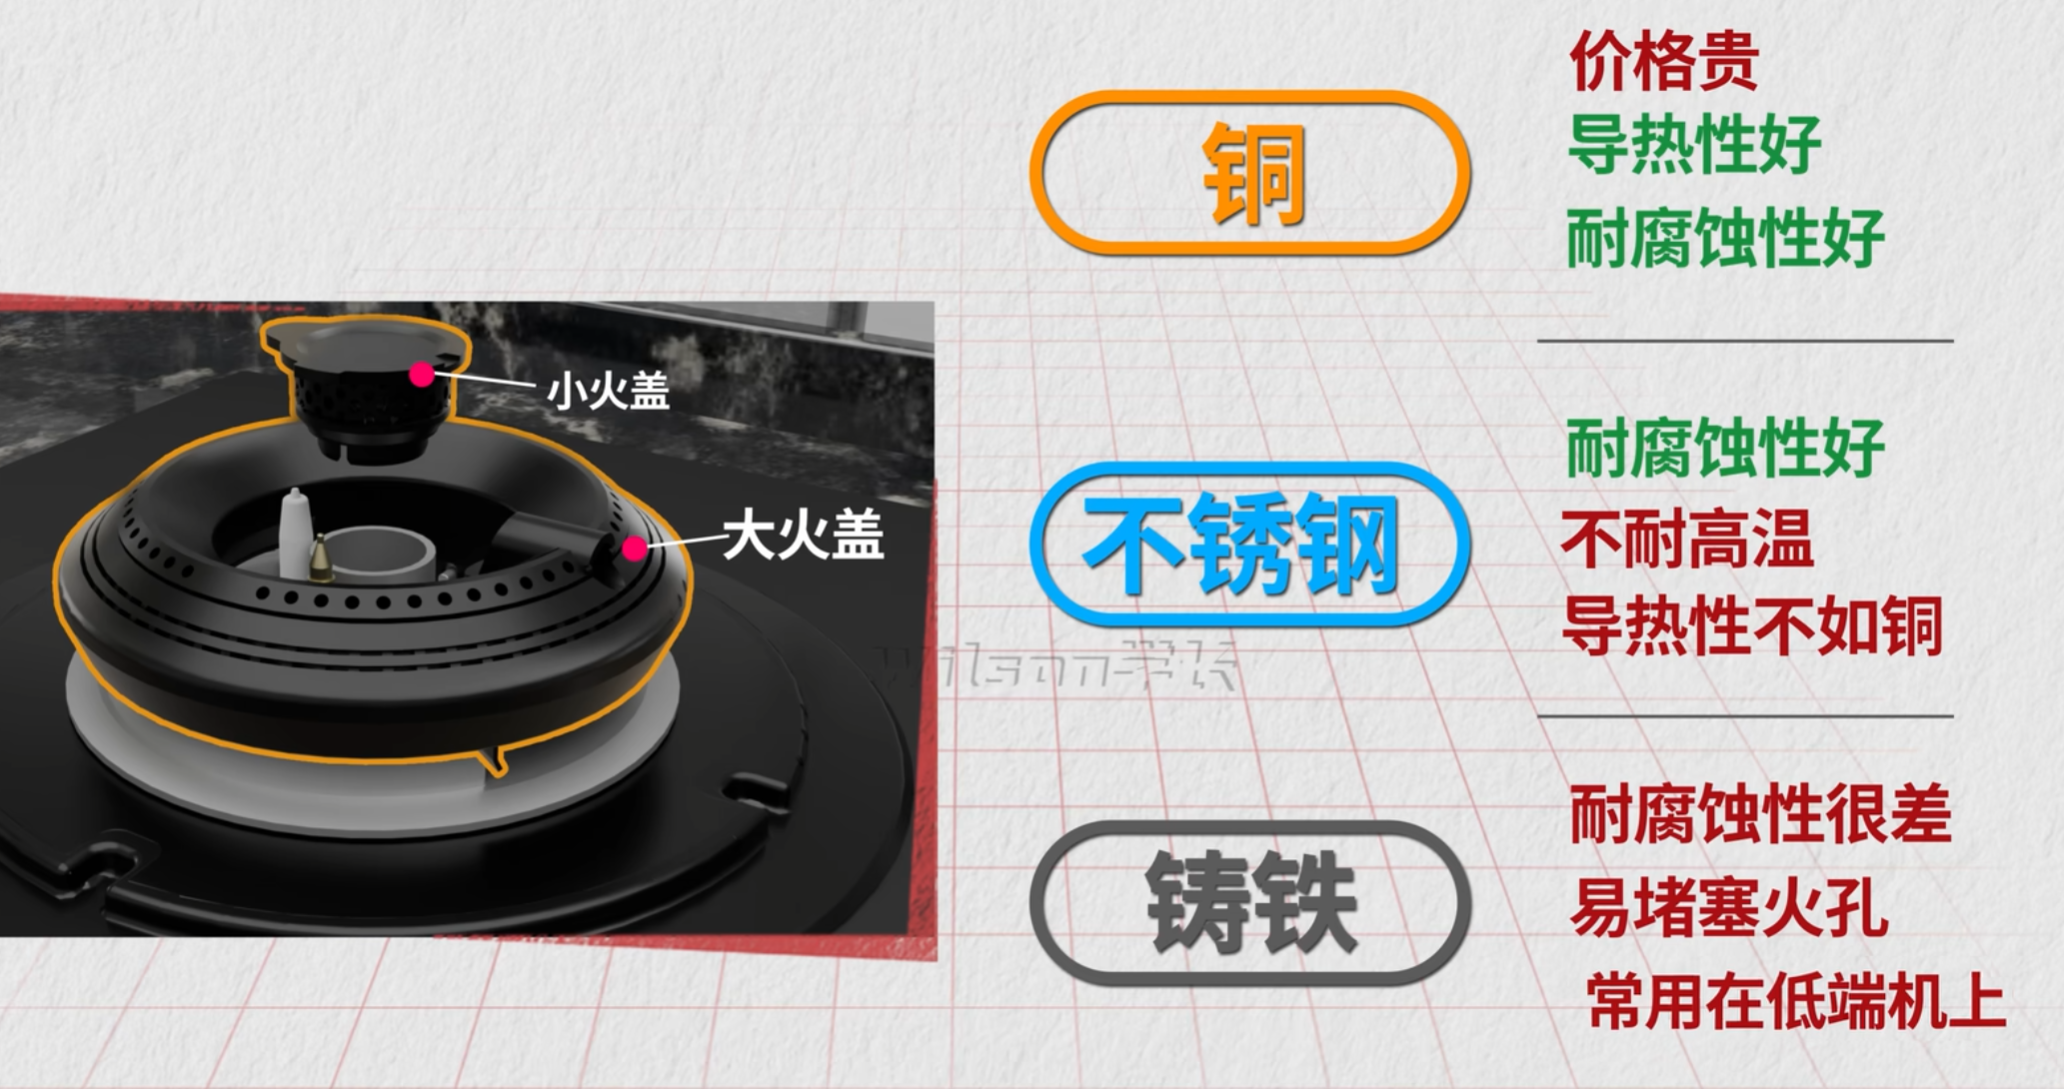 小火盖
大火盖
铜
价格贵
导热性好
耐腐蚀性好
不锈钢
耐腐蚀性好
不耐高温
导热性不如铜
Wilson学长
铸铁
耐腐蚀性很差
易堵塞火孔
常用在低端机上